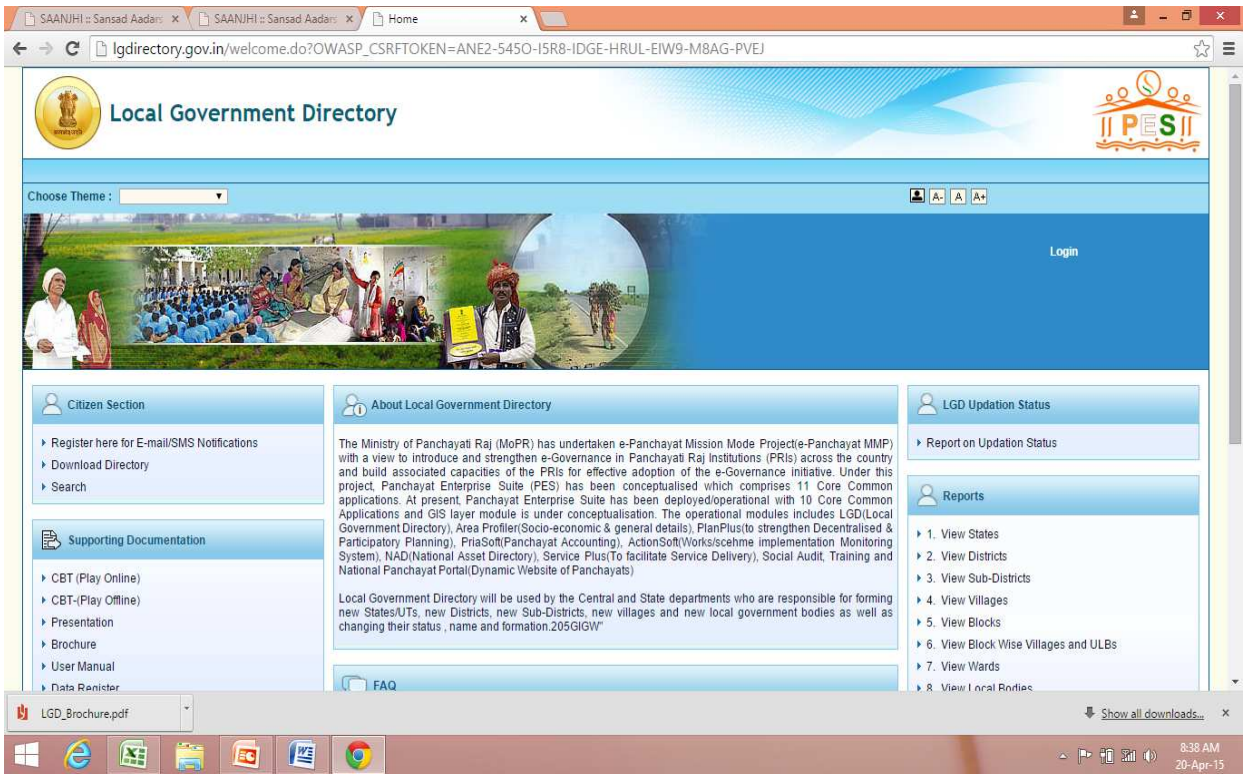 SAANJHI :: Sansad Aadars
SAANJHI :: Sansad Aadars
Home
lgdirectory.gov.in/welcome.do?OWASP_CSRFTOKEN=ANE2-545O-I5R8-IDGE-HRUL-EIW9-M8AG-PVEJ
Local Government Directory
PES
Choose Theme :
A- A A+
Login
Citizen Section
Register here for E-mail/SMS Notifications
Download Directory
Search
Supporting Documentation
CBT (Play Online)
CBT-(Play Offline)
Presentation
Brochure
User Manual
Data Register
About Local Government Directory
The Ministry of Panchayati Raj (MoPR) has undertaken e-Panchayat Mission Mode Project(e-Panchayat MMP)
with a view to introduce and strengthen e-Governance in Panchayati Raj Institutions (PRIs) across the country
and build associated capacities of the PRIs for effective adoption of the e-Governance initiative. Under this
project, Panchayat Enterprise Suite (PES) has been conceptualised which comprises 11 Core Common
applications. At present, Panchayat Enterprise Suite has been deployed/operational with 10 Core Common
Applications and GIS layer module is under conceptualisation. The operational modules includes LGD(Local
Government Directory), Area Profiler(Socio-economic & general details), PlanPlus(to strengthen Decentralised &
Participatory Planning), PriaSoft(Panchayat Accounting), ActionSoft(Works/scehme implementation Monitoring
System), NAD(National Asset Directory), Service Plus(To facilitate Service Delivery), Social Audit, Training and
National Panchayat Portal(Dynamic Website of Panchayats)
Local Government Directory will be used by the Central and State departments who are responsible for forming
new States/UTs, new Districts, new Sub-Districts, new villages and new local government bodies as well as
changing their status , name and formation.205GIGW"
FAQ
LGD Updation Status
Report on Updation Status
Reports
1. View States
2. View Districts
3. View Sub-Districts
4. View Villages
5. View Blocks
6. View Block Wise Villages and ULBs
7. View Wards
8. View Local Bodies
LGD_Brochure.pdf
Show all downloads...
8:38 AM
20-Apr-15